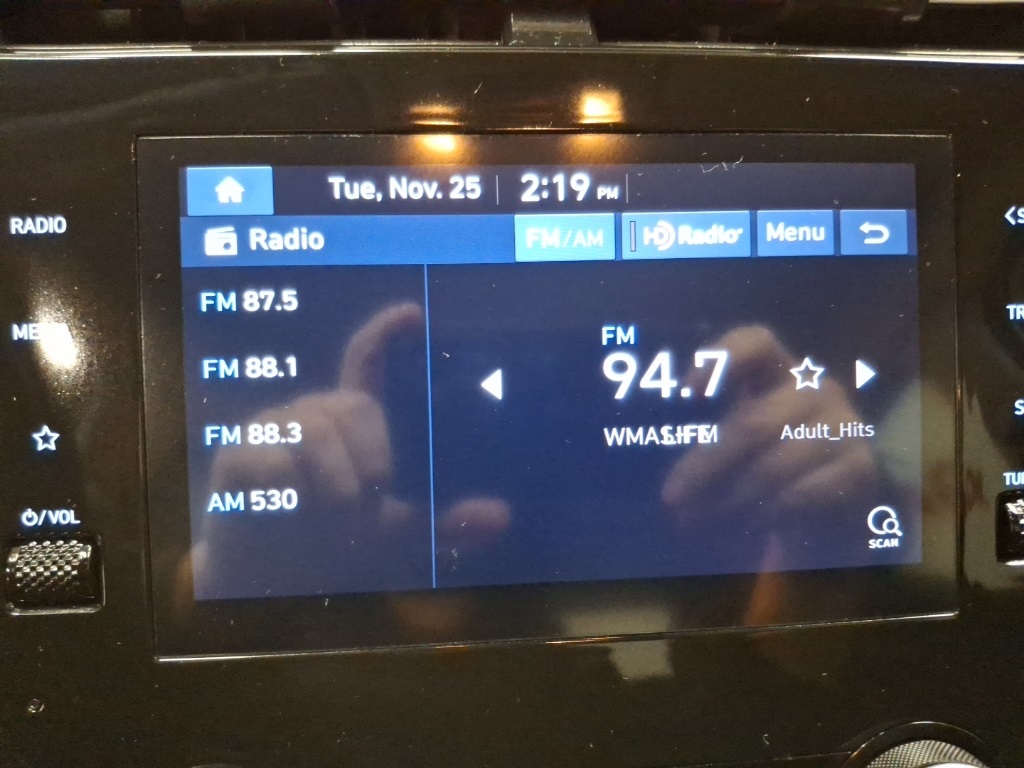 Tue, Nov. 25 2:19 PM
RADIO
Radio FM/AM HD Radio Menu
FM 87.5
FM 88.1
FM 88.3
AM 530
FM
94.7
Adult_Hits
SCAN
/VOL